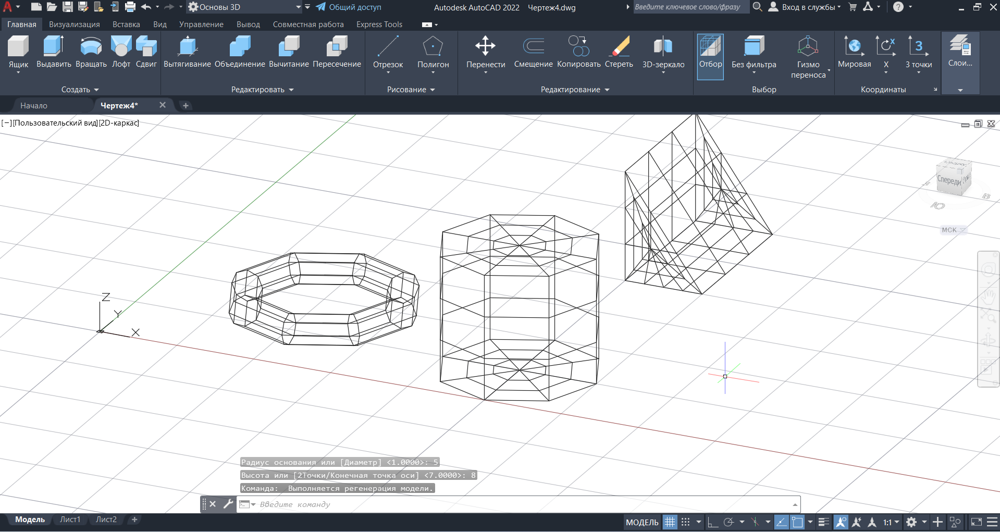 Основы 3D
Общий доступ
Autodesk AutoCAD 2022 Чертеж4.dwg
Введите ключевое слово/фразу
Вход в службы
Главная Визуализация Вставка Вид Управление Вывод Совместная работа Express Tools
Ящик Выдавить Вращать Лофт Сдвиг Вытягивание Объединение Вычитание Пересечение Отрезок Полигон Перенести Смещение Копировать Стереть 3D-зеркало Отбор Без фильтра Гизмо переноса Мировая X 3 точки Слои...
Создать Редактировать Рисование Редактирование Выбор Координаты
Начало Чертеж4*
[−][Пользовательский вид][2D-каркас]
Сверху
Спереди
Ю В
МСК
Z
Y
X
Радиус основания или [Диаметр] <1.0000>: 5
Высота или [2Точки/Конечная точка оси] <7.0000>: 8
Команда: Выполняется регенерация модели.
Введите команду
Модель Лист1 Лист2 +
МОДЕЛЬ 1:1